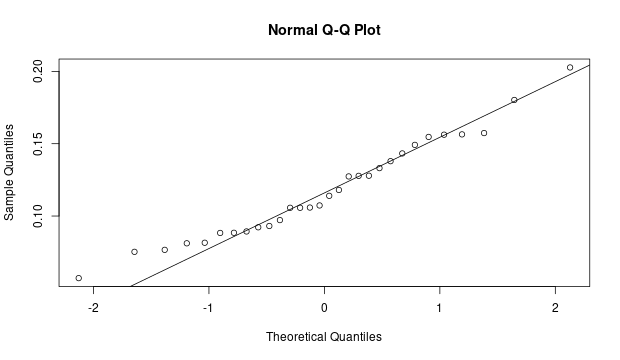 Normal Q-Q Plot
Sample Quantiles
0.20
0.15
0.10
-2 -1 0 1 2
Theoretical Quantiles